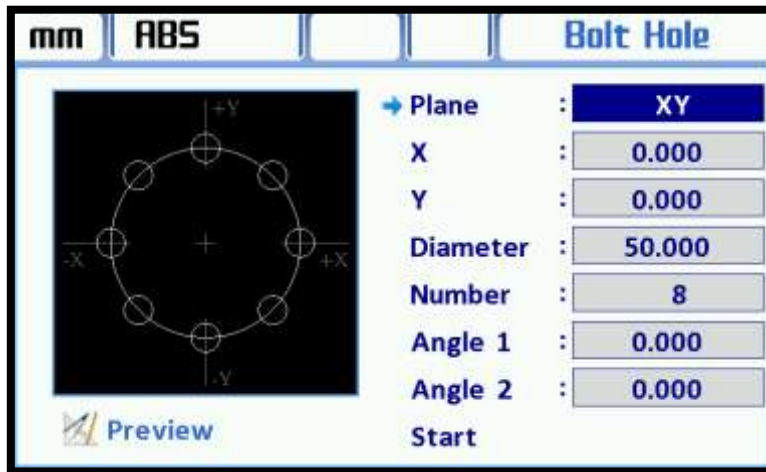 mm ABS Bolt Hole
+Y
-X +X
-Y
Preview
Plane : XY
X : 0.000
Y : 0.000
Diameter : 50.000
Number : 8
Angle 1 : 0.000
Angle 2 : 0.000
Start